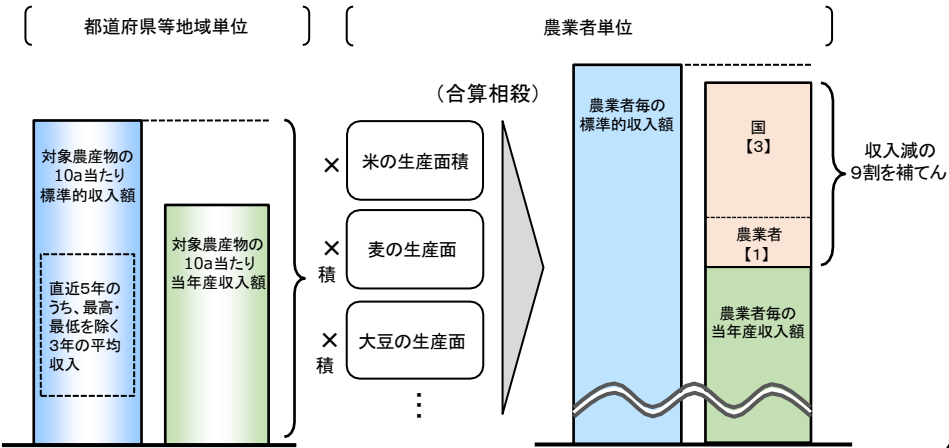 都道府県等地域単位
農業者単位
（合算相殺）
対象農産物の
10a当たり
標準的収入額
直近5年の
うち、最高・
最低を除く
3年の平均
収入
対象農産物の
10a当たり
当年産収入額
×
米の生産面積
×
積
麦の生産面
×
積
大豆の生産面
⋮
農業者毎の
標準的収入額
国
【3】
農業者
【1】
農業者毎の
当年産収入額
収入減の
９割を補てん